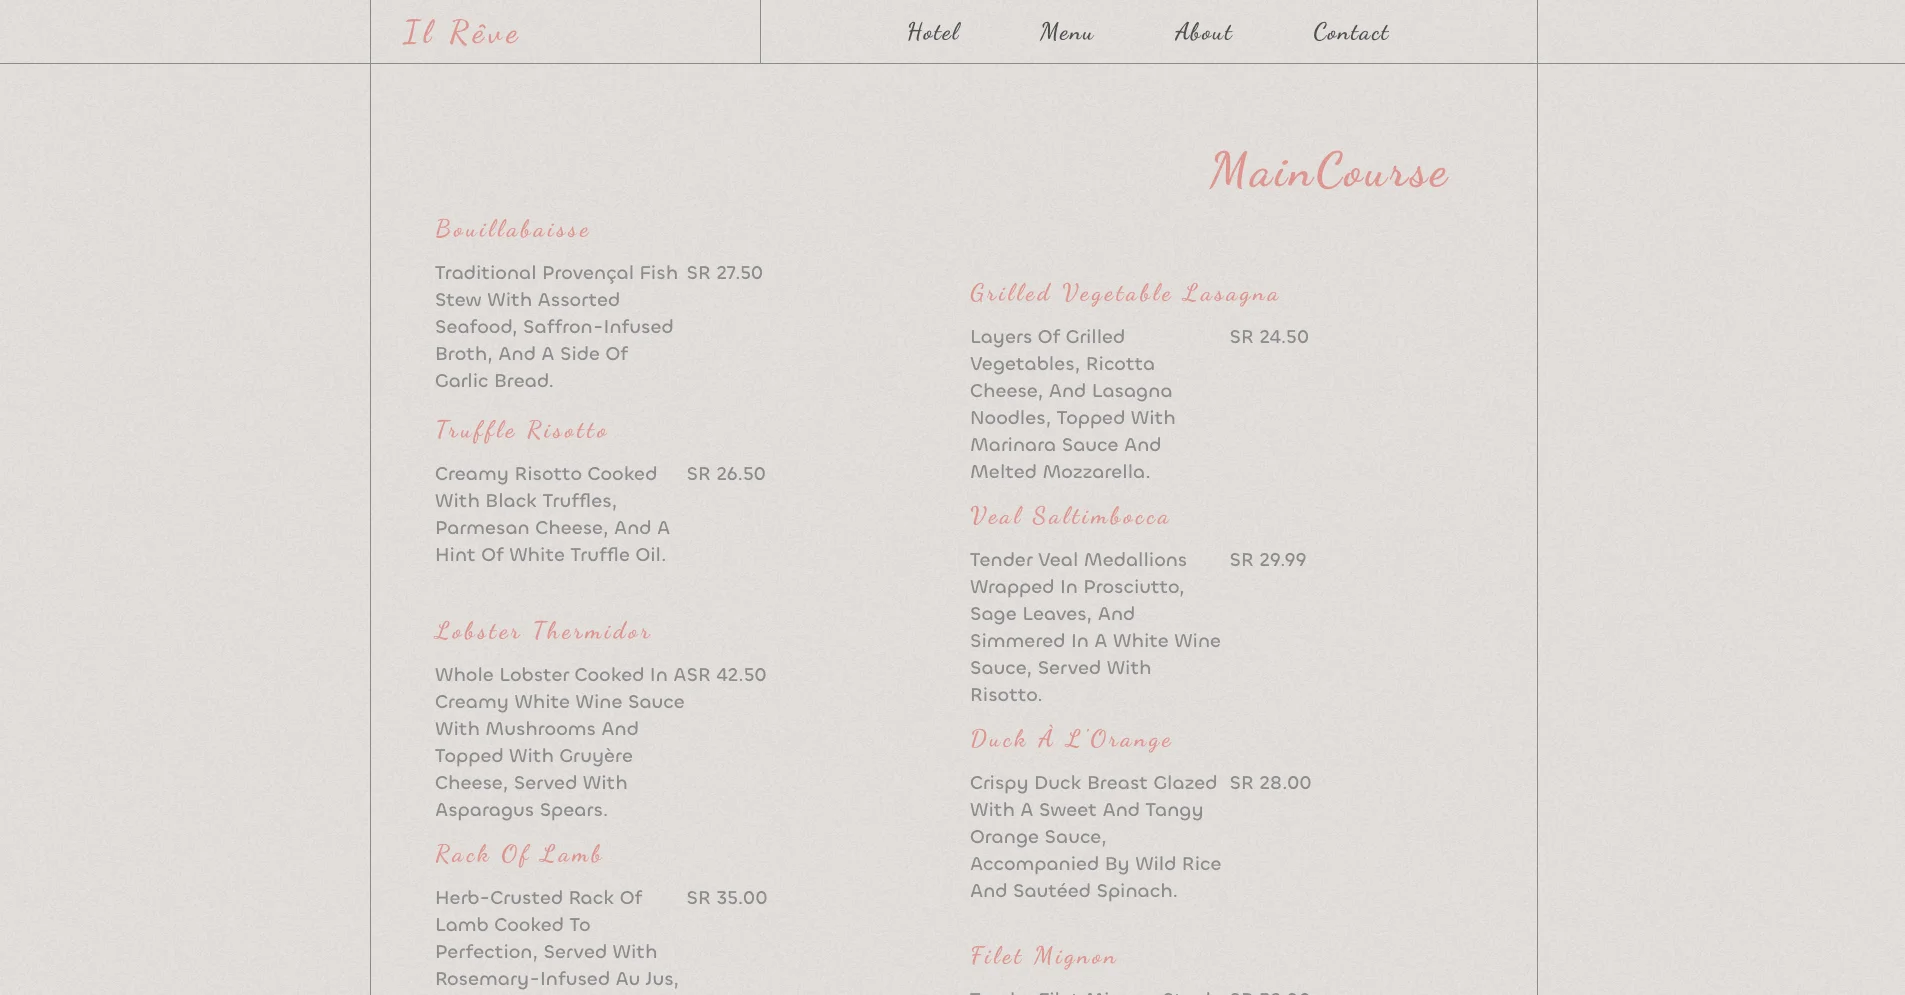 Il Rêve
Hotel Menu About Contact
MainCourse
Bouillabaisse
Traditional Provençal Fish SR 27.50
Stew With Assorted
Seafood, Saffron-Infused
Broth, And A Side Of
Garlic Bread.
Truffle Risotto
Creamy Risotto Cooked SR 26.50
With Black Truffles,
Parmesan Cheese, And A
Hint Of White Truffle Oil.
Lobster Thermidor
Whole Lobster Cooked In A SR 42.50
Creamy White Wine Sauce
With Mushrooms And
Topped With Gruyère
Cheese, Served With
Asparagus Spears.
Rack Of Lamb
Herb-Crusted Rack Of SR 35.00
Lamb Cooked To
Perfection, Served With
Rosemary-Infused Au Jus,
Grilled Vegetable Lasagna
Layers Of Grilled SR 24.50
Vegetables, Ricotta
Cheese, And Lasagna
Noodles, Topped With
Marinara Sauce And
Melted Mozzarella.
Veal Saltimbocca
Tender Veal Medallions SR 29.99
Wrapped In Prosciutto,
Sage Leaves, And
Simmered In A White Wine
Sauce, Served With
Risotto.
Duck À L'Orange
Crispy Duck Breast Glazed SR 28.00
With A Sweet And Tangy
Orange Sauce,
Accompanied By Wild Rice
And Sautéed Spinach.
Filet Mignon